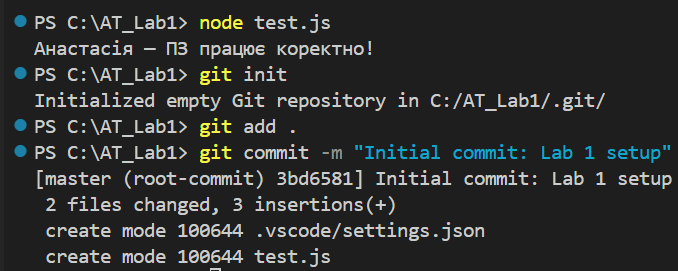 PS C:\AT_Lab1> node test.js
Анастасія — ПЗ працює коректно!
PS C:\AT_Lab1> git init
Initialized empty Git repository in C:/AT_Lab1/.git/
PS C:\AT_Lab1> git add .
PS C:\AT_Lab1> git commit -m "Initial commit: Lab 1 setup"
[master (root-commit) 3bd6581] Initial commit: Lab 1 setup
 2 files changed, 3 insertions(+)
 create mode 100644 .vscode/settings.json
 create mode 100644 test.js